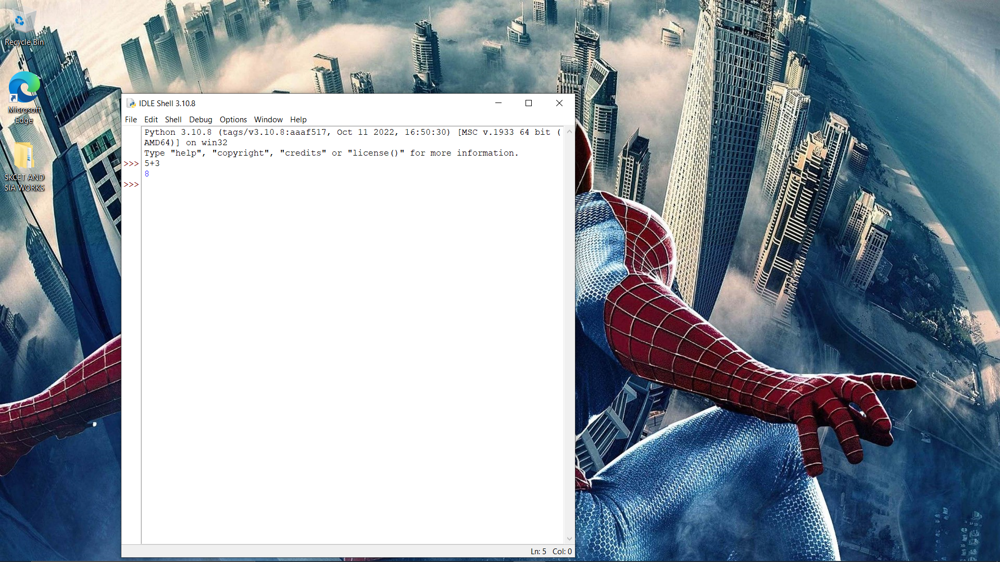 Recycle Bin
Microsoft
Edge
SKCET AND
SIA WORKS
IDLE Shell 3.10.8
File Edit Shell Debug Options Window Help
Python 3.10.8 (tags/v3.10.8:aaaf517, Oct 11 2022, 16:50:30) [MSC v.1933 64 bit (
AMD64)] on win32
Type "help", "copyright", "credits" or "license()" for more information.
>>> 5+3
8
>>>
Ln: 5 Col: 0